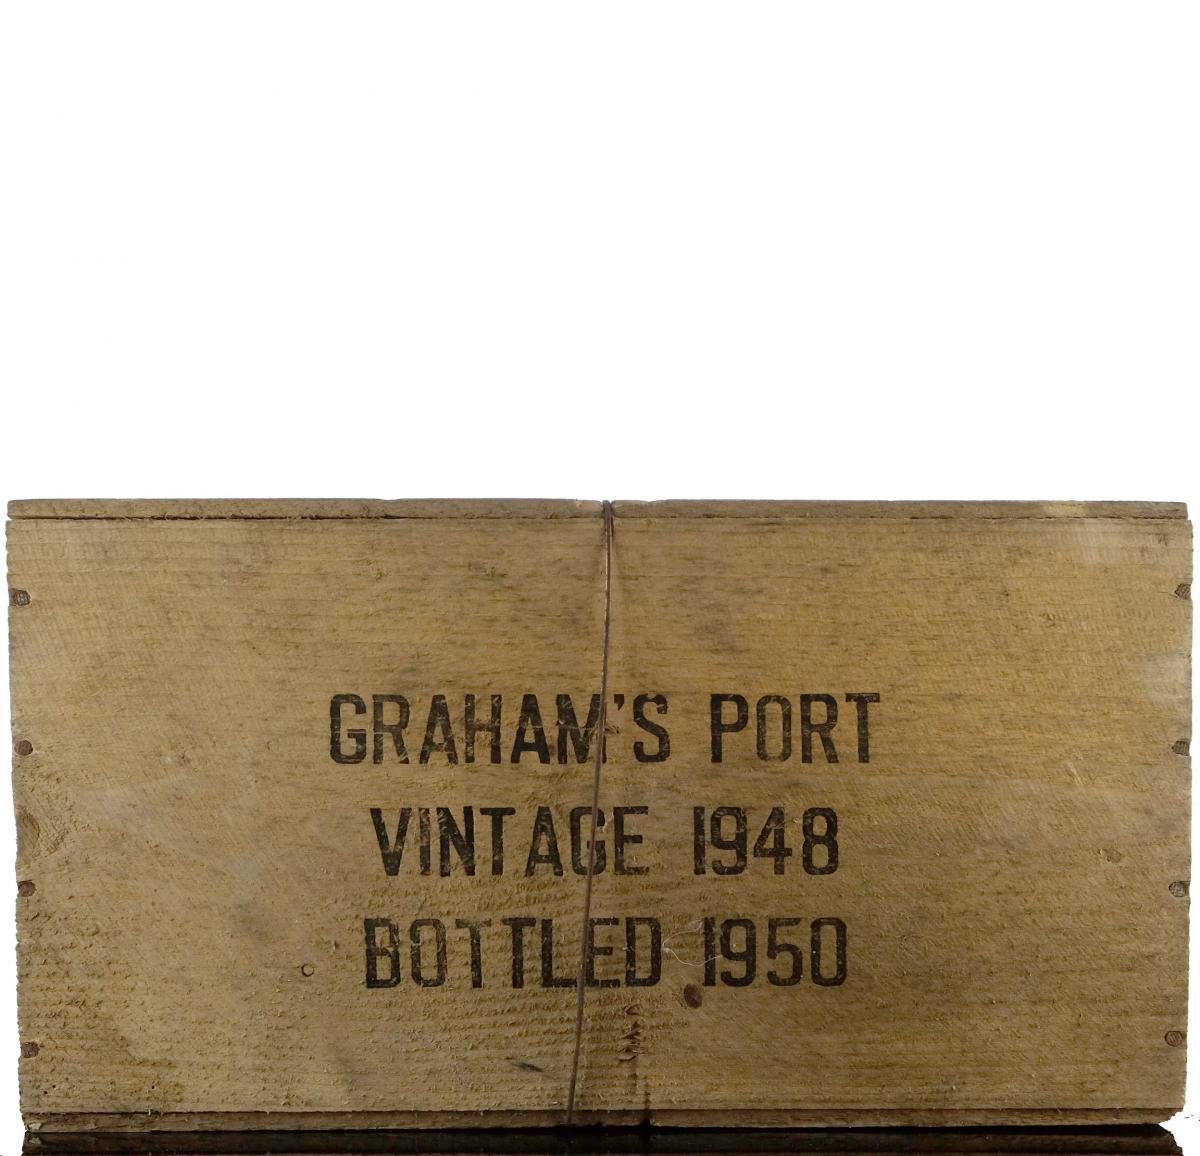 GRAHAM'S PORT
VINTAGE 1948
BOTTLED 1950